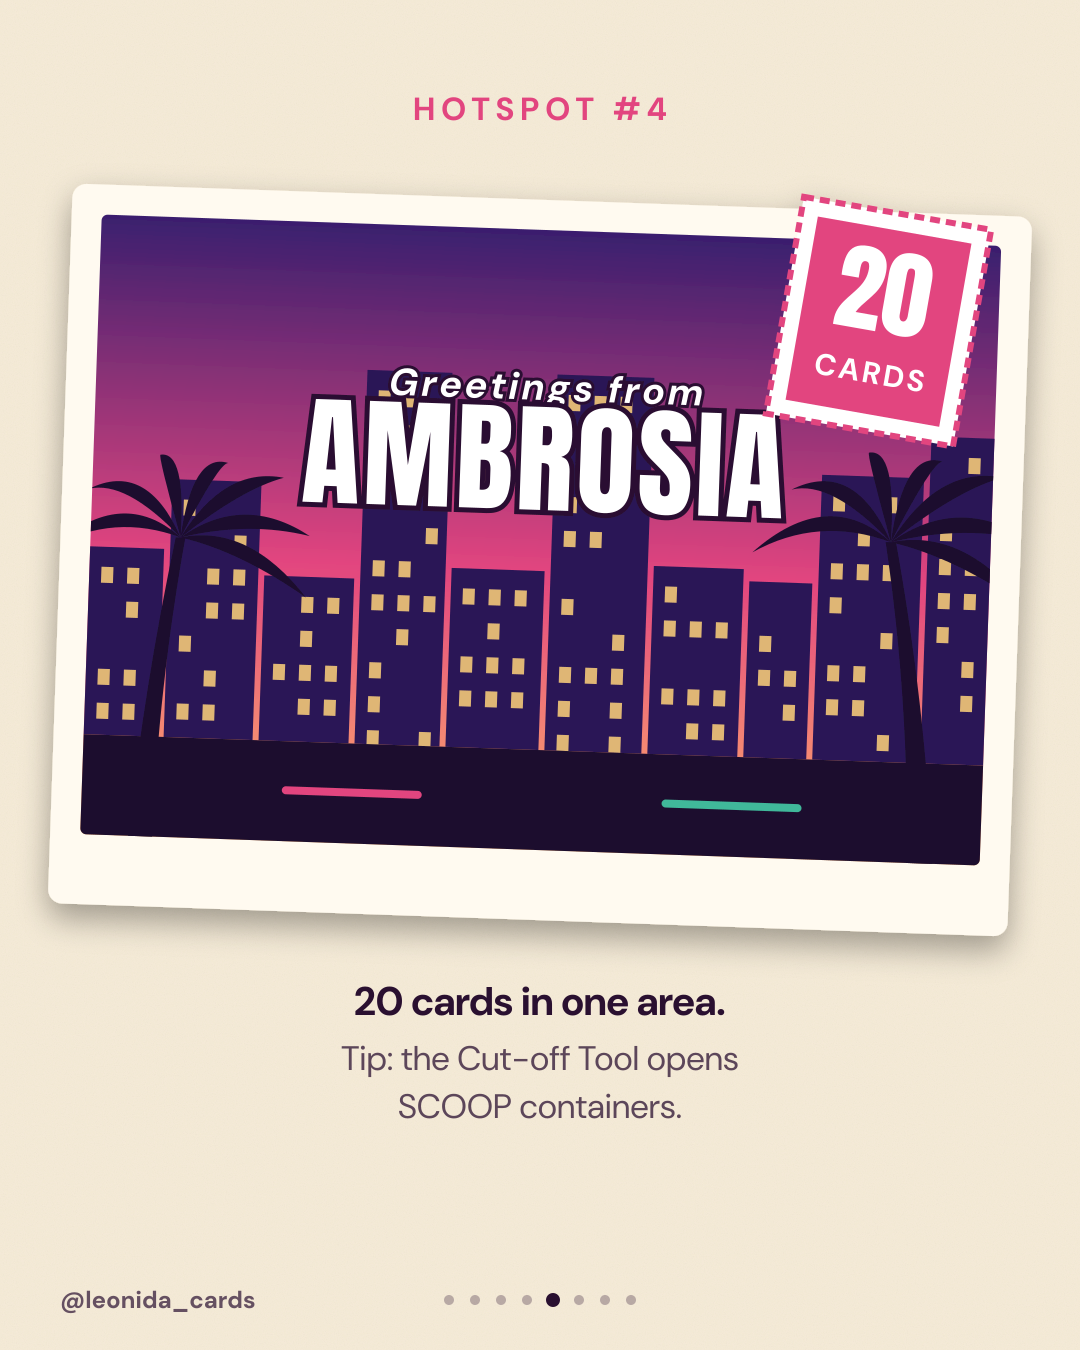 HOTSPOT #4
20
CARDS
Greetings from
AMBROSIA
20 cards in one area.
Tip: the Cut-off Tool opens
SCOOP containers.
@leonida_cards